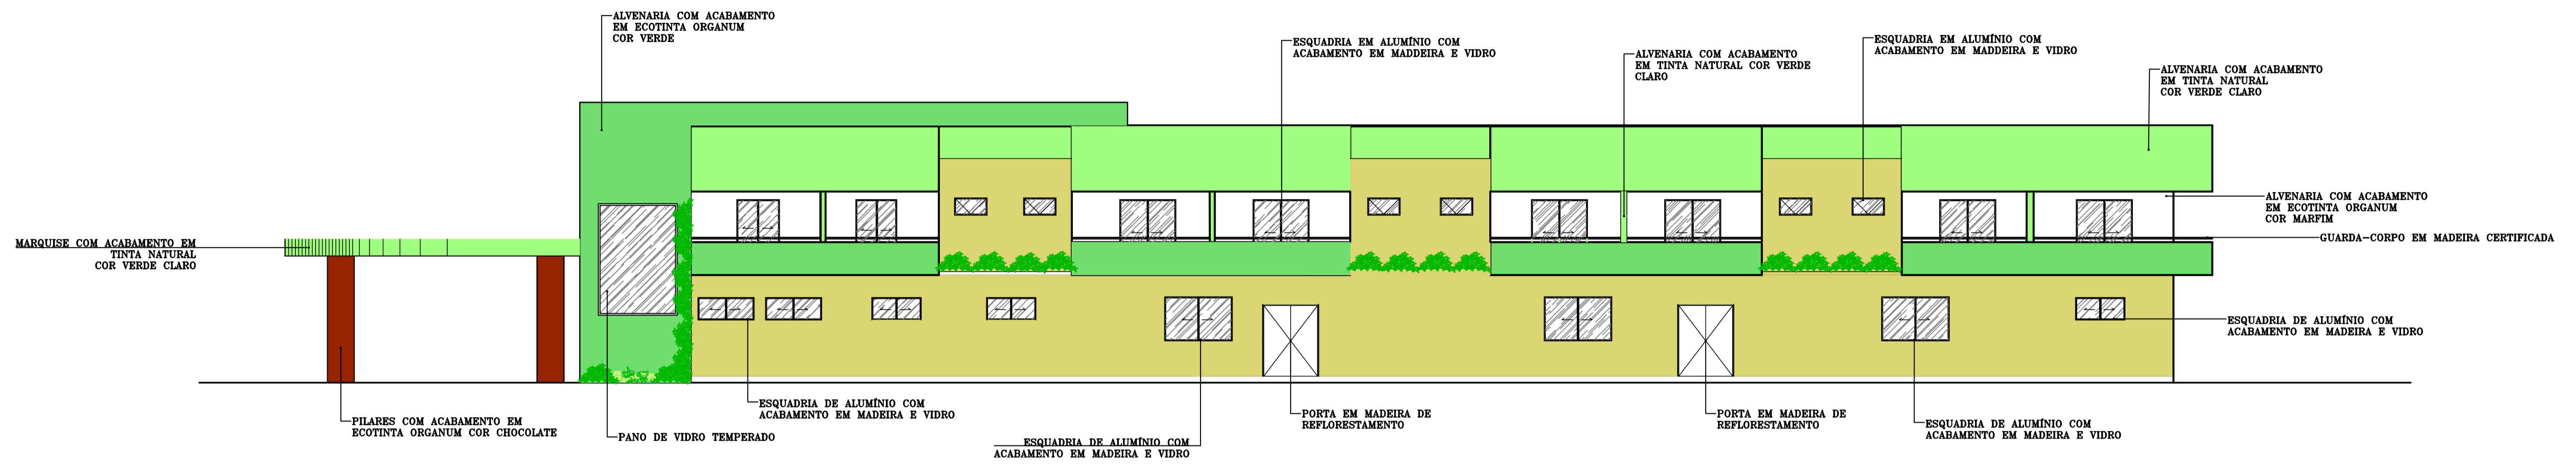 ALVENARIA COM ACABAMENTO
EM ECOTINTA ORGANUM
COR VERDE
ESQUADRIA EM ALUMÍNIO COM
ACABAMENTO EM MADDEIRA E VIDRO
ALVENARIA COM ACABAMENTO
EM TINTA NATURAL COR VERDE
CLARO
ESQUADRIA EM ALUMÍNIO COM
ACABAMENTO EM MADDEIRA E VIDRO
ALVENARIA COM ACABAMENTO
EM TINTA NATURAL
COR VERDE CLARO
ALVENARIA COM ACABAMENTO
EM ECOTINTA ORGANUM
COR MARFIM
GUARDA-CORPO EM MADEIRA CERTIFICADA
MARQUISE COM ACABAMENTO EM
TINTA NATURAL
COR VERDE CLARO
ESQUADRIA DE ALUMÍNIO COM
ACABAMENTO EM MADEIRA E VIDRO
PILARES COM ACABAMENTO EM
ECOTINTA ORGANUM COR CHOCOLATE
PANO DE VIDRO TEMPERADO
ESQUADRIA DE ALUMÍNIO COM
ACABAMENTO EM MADEIRA E VIDRO
ESQUADRIA DE ALUMÍNIO COM
ACABAMENTO EM MADEIRA E VIDRO
PORTA EM MADEIRA DE
REFLORESTAMENTO
PORTA EM MADEIRA DE
REFLORESTAMENTO
ESQUADRIA DE ALUMÍNIO COM
ACABAMENTO EM MADEIRA E VIDRO